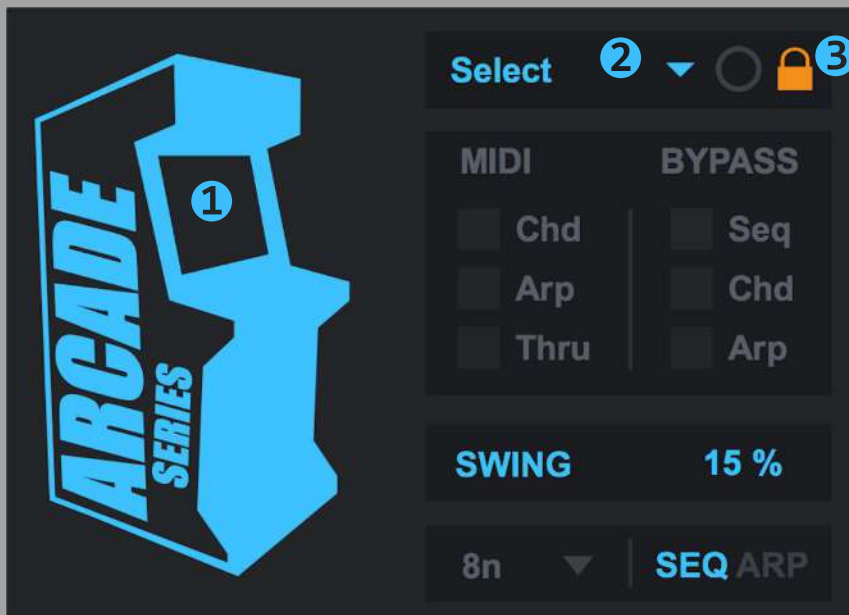 ARCADE
SERIES
1
Select 2 3
MIDI BYPASS
Chd Seq
Arp Chd
Thru Arp
SWING 15 %
8n SEQ ARP